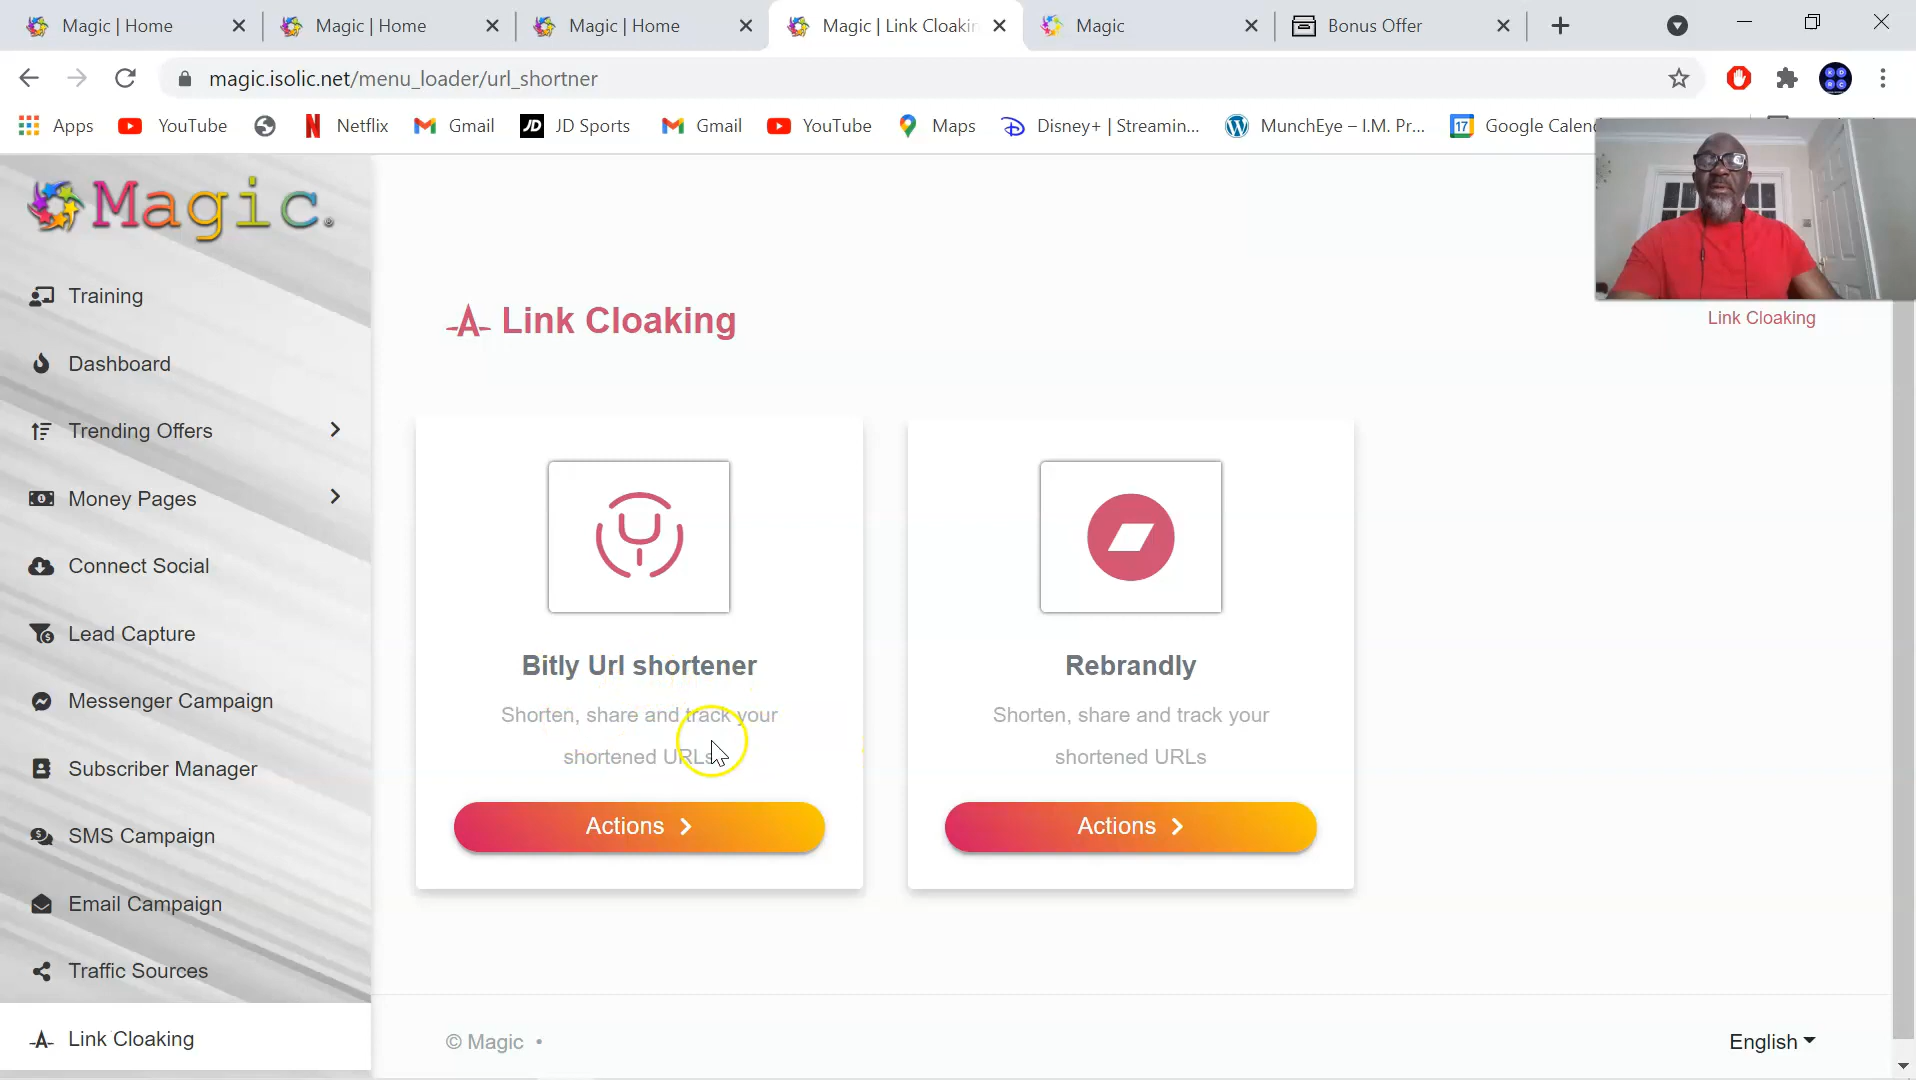 Magic | Home
Magic | Home
Magic | Home
Magic | Link Cloakin
Magic
Bonus Offer
magic.isolic.net/menu_loader/url_shortner
Apps
YouTube
Netflix
Gmail
JD
JD Sports
Gmail
YouTube
Maps
Disney+ | Streamin...
MunchEye – I.M. Pr...
17
Google Calen
Magic.
Training
Dashboard
Trending Offers
Money Pages
Connect Social
Lead Capture
Messenger Campaign
Subscriber Manager
SMS Campaign
Email Campaign
Traffic Sources
Link Cloaking
Link Cloaking
Link Cloaking
Bitly Url shortener
Shorten, share and track your
shortened URLs
Actions
Rebrandly
Shorten, share and track your
shortened URLs
Actions
© Magic •
English